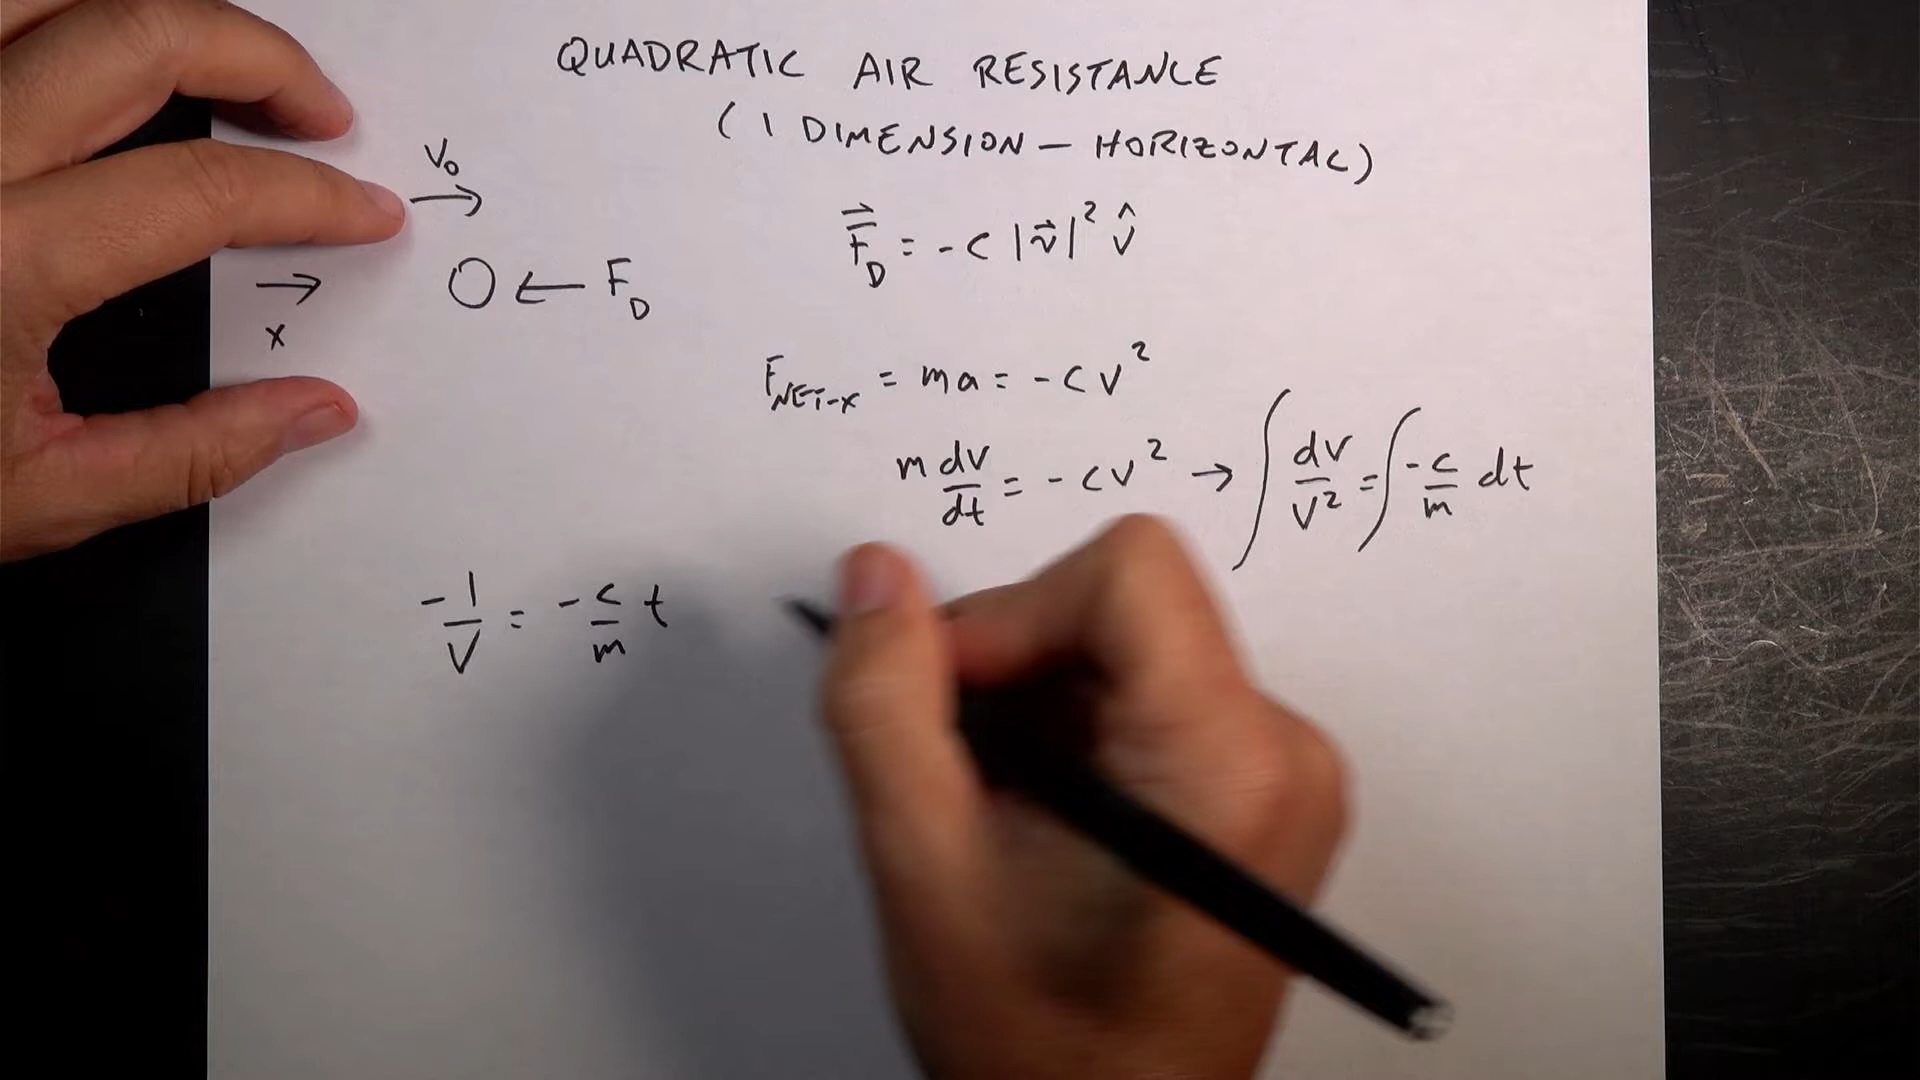 QUADRATIC AIR RESISTANCE
(1 DIMENSION — HORIZONTAL)
V₀
F⃗_D = -c |v⃗|² v̂
→ O ← F_D
x
F_NET-x = ma = -cv²
m dv/dt = -cv² → ∫ dv/v² = ∫ -c/m dt
-1/v = -c/m t